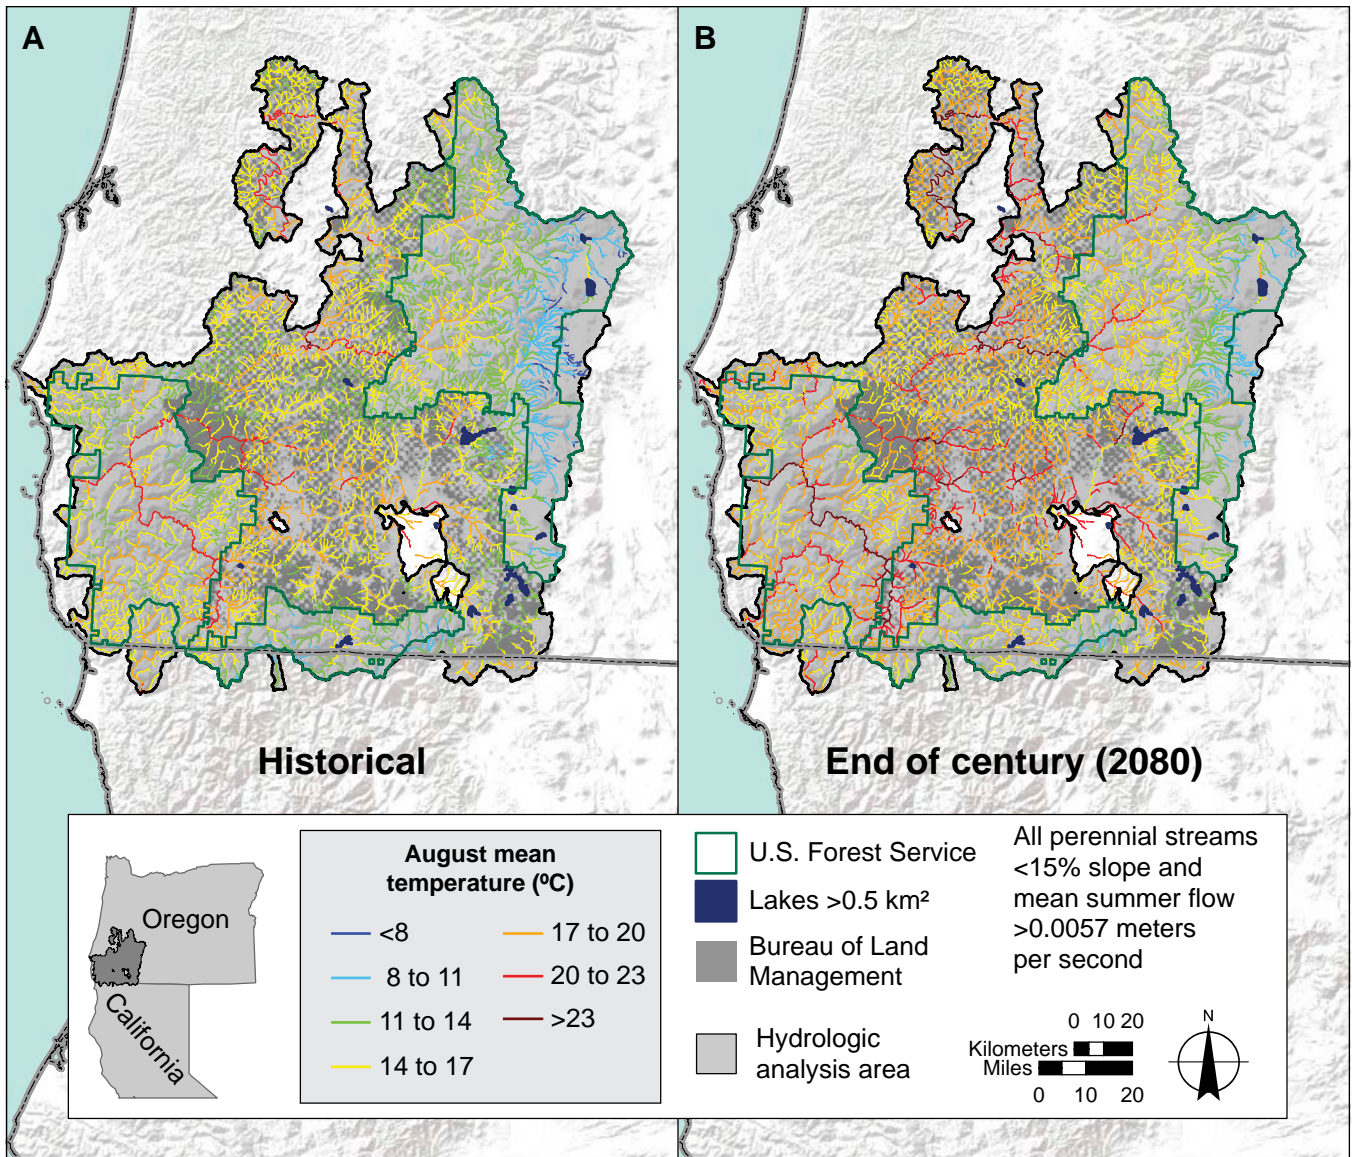 A
B
Historical
End of century (2080)
Oregon
California
August mean
temperature (ºC)
<8
8 to 11
11 to 14
14 to 17
17 to 20
20 to 23
>23
U.S. Forest Service
Lakes >0.5 km²
Bureau of Land
Management
Hydrologic
analysis area
All perennial streams
<15% slope and
mean summer flow
>0.0057 meters
per second
0 10 20
Kilometers
Miles
0 10 20
N